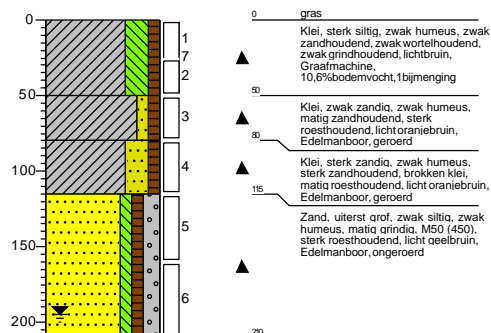 0
50
100
150
200
1
7
2
3
4
5
6
0 gras
Klei, sterk siltig, zwak humeus, zwak
zandhoudend, zwak wortelhoudend,
zwak grindhoudend, lichtbruin,
Graafmachine,
10,6%bodemvocht,1bijmenging
50
Klei, zwak zandig, zwak humeus,
matig zandhoudend, sterk
roesthoudend, licht oranjebruin,
Edelmanboor, geroerd
80
Klei, sterk zandig, zwak humeus,
sterk zandhoudend, brokken klei,
matig roesthoudend, licht oranjebruin,
Edelmanboor, geroerd
115
Zand, uiterst grof, zwak siltig, zwak
humeus, matig grindig, M50 (450),
sterk roesthoudend, licht geelbruin,
Edelmanboor, ongeroerd
210